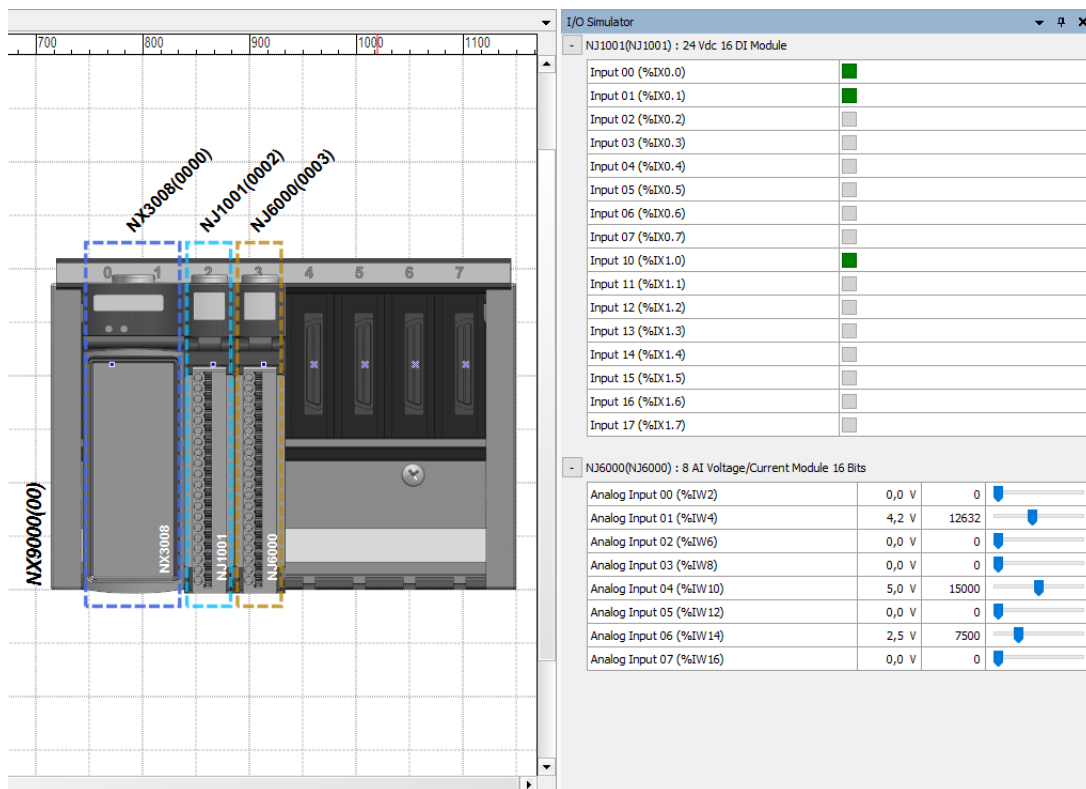 700 800 900 1000 1100
NX3008(0000)
NJ1001(0002)
NJ6000(0003)
0 1 2 3 4 5 6 7
NX9000(00)
NX3008
NJ1001
NJ6000
I/O Simulator
- NJ1001(NJ1001) : 24 Vdc 16 DI Module
Input 00 (%IX0.0)
Input 01 (%IX0.1)
Input 02 (%IX0.2)
Input 03 (%IX0.3)
Input 04 (%IX0.4)
Input 05 (%IX0.5)
Input 06 (%IX0.6)
Input 07 (%IX0.7)
Input 10 (%IX1.0)
Input 11 (%IX1.1)
Input 12 (%IX1.2)
Input 13 (%IX1.3)
Input 14 (%IX1.4)
Input 15 (%IX1.5)
Input 16 (%IX1.6)
Input 17 (%IX1.7)
- NJ6000(NJ6000) : 8 AI Voltage/Current Module 16 Bits
Analog Input 00 (%IW2) 0,0 V 0
Analog Input 01 (%IW4) 4,2 V 12632
Analog Input 02 (%IW6) 0,0 V 0
Analog Input 03 (%IW8) 0,0 V 0
Analog Input 04 (%IW10) 5,0 V 15000
Analog Input 05 (%IW12) 0,0 V 0
Analog Input 06 (%IW14) 2,5 V 7500
Analog Input 07 (%IW16) 0,0 V 0